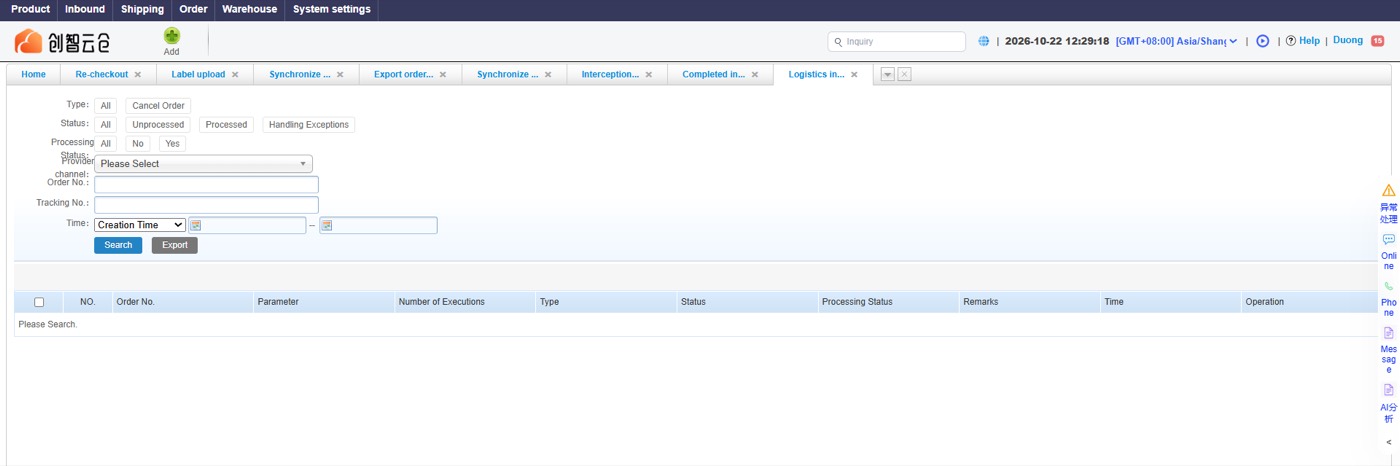 Product Inbound Shipping Order Warehouse System settings
创智云仓 Add Inquiry | 2026-10-22 12:29:18 [GMT+08:00] Asia/Shang | | Help | Duong 15
Home Re-checkout Label upload Synchronize ... Export order... Synchronize ... Interception... Completed in... Logistics in...
Type: All Cancel Order
Status: All Unprocessed Processed Handling Exceptions
Processing Status: All No Yes
Provider channel: Please Select
Order No.:
Tracking No.:
Time: Creation Time –
Search Export
NO. Order No. Parameter Number of Executions Type Status Processing Status Remarks Time Operation
Please Search.
异常
处理
Onli
ne
Pho
ne
Mes
sag
e
AI分
析
<